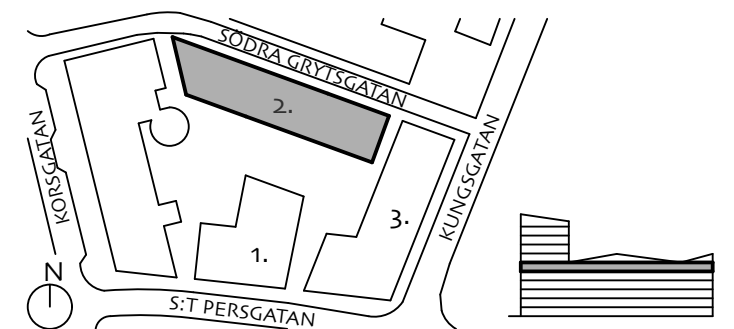 SÖDRA GRYTSGATAN
2.
KORSGATAN
KUNGSGATAN
3.
1.
N
S:T PERSGATAN